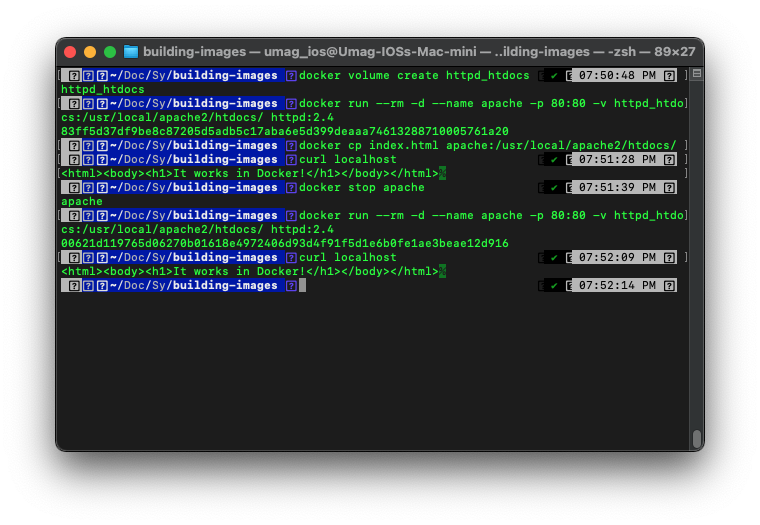 building-images — umag_ios@Umag-IOSs-Mac-mini — ..ilding-images — -zsh — 89×27
~/Doc/Sy/building-images docker volume create httpd_htdocs ✔ 07:50:48 PM
httpd_htdocs
~/Doc/Sy/building-images docker run --rm -d --name apache -p 80:80 -v httpd_htdo
cs:/usr/local/apache2/htdocs/ httpd:2.4
83ff5d37df9be8c87205d5adb5c17aba6e5d399deaaa74613288710005761a20
~/Doc/Sy/building-images docker cp index.html apache:/usr/local/apache2/htdocs/
~/Doc/Sy/building-images curl localhost ✔ 07:51:28 PM
<html><body><h1>It works in Docker!</h1></body></html>%
~/Doc/Sy/building-images docker stop apache ✔ 07:51:39 PM
apache
~/Doc/Sy/building-images docker run --rm -d --name apache -p 80:80 -v httpd_htdo
cs:/usr/local/apache2/htdocs/ httpd:2.4
00621d119765d06270b01618e4972406d93d4f91f5d1e6b0fe1ae3beae12d916
~/Doc/Sy/building-images curl localhost ✔ 07:52:09 PM
<html><body><h1>It works in Docker!</h1></body></html>%
~/Doc/Sy/building-images ✔ 07:52:14 PM